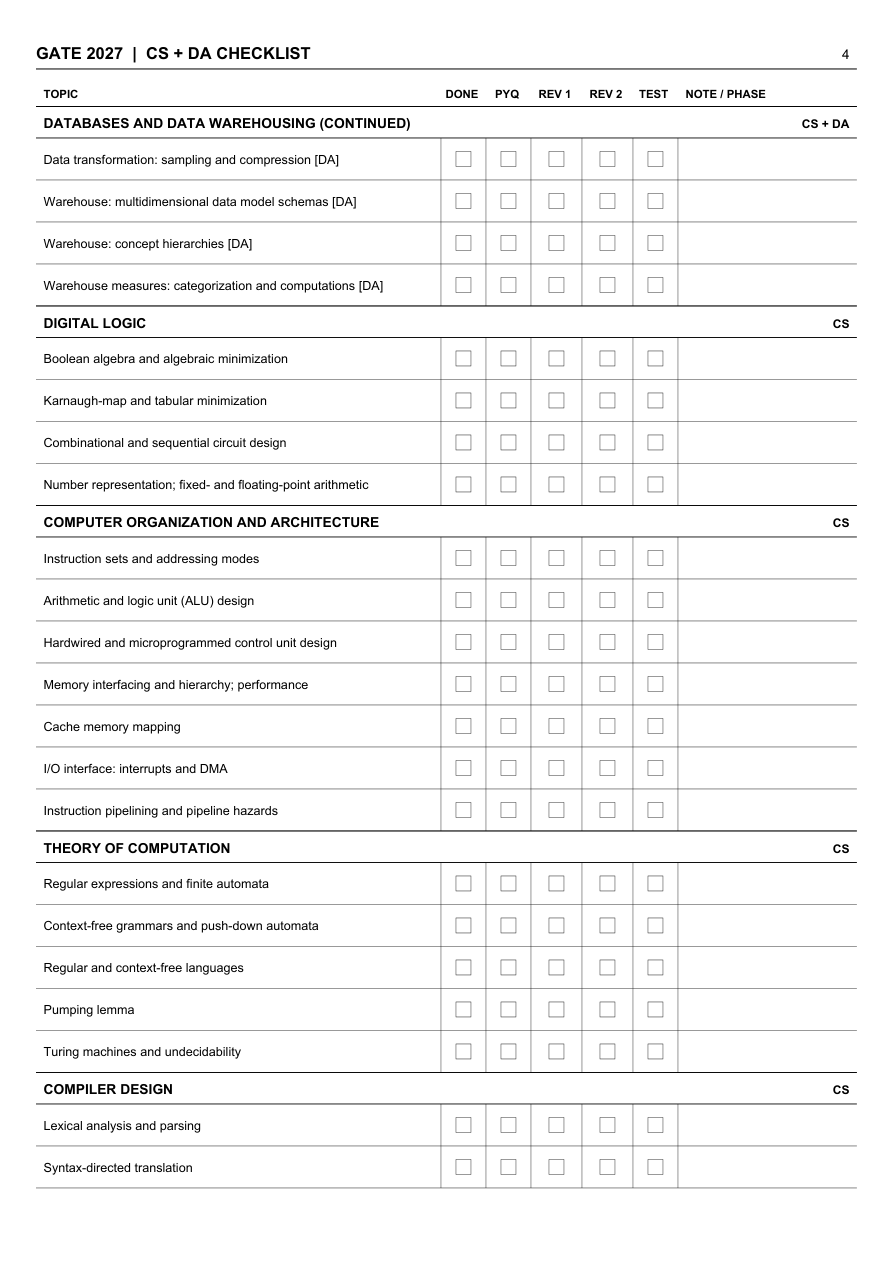 GATE 2027 | CS + DA CHECKLIST 4
TOPIC DONE PYQ REV 1 REV 2 TEST NOTE / PHASE
DATABASES AND DATA WAREHOUSING (CONTINUED) CS + DA
Data transformation: sampling and compression [DA]
Warehouse: multidimensional data model schemas [DA]
Warehouse: concept hierarchies [DA]
Warehouse measures: categorization and computations [DA]
DIGITAL LOGIC CS
Boolean algebra and algebraic minimization
Karnaugh-map and tabular minimization
Combinational and sequential circuit design
Number representation; fixed- and floating-point arithmetic
COMPUTER ORGANIZATION AND ARCHITECTURE CS
Instruction sets and addressing modes
Arithmetic and logic unit (ALU) design
Hardwired and microprogrammed control unit design
Memory interfacing and hierarchy; performance
Cache memory mapping
I/O interface: interrupts and DMA
Instruction pipelining and pipeline hazards
THEORY OF COMPUTATION CS
Regular expressions and finite automata
Context-free grammars and push-down automata
Regular and context-free languages
Pumping lemma
Turing machines and undecidability
COMPILER DESIGN CS
Lexical analysis and parsing
Syntax-directed translation